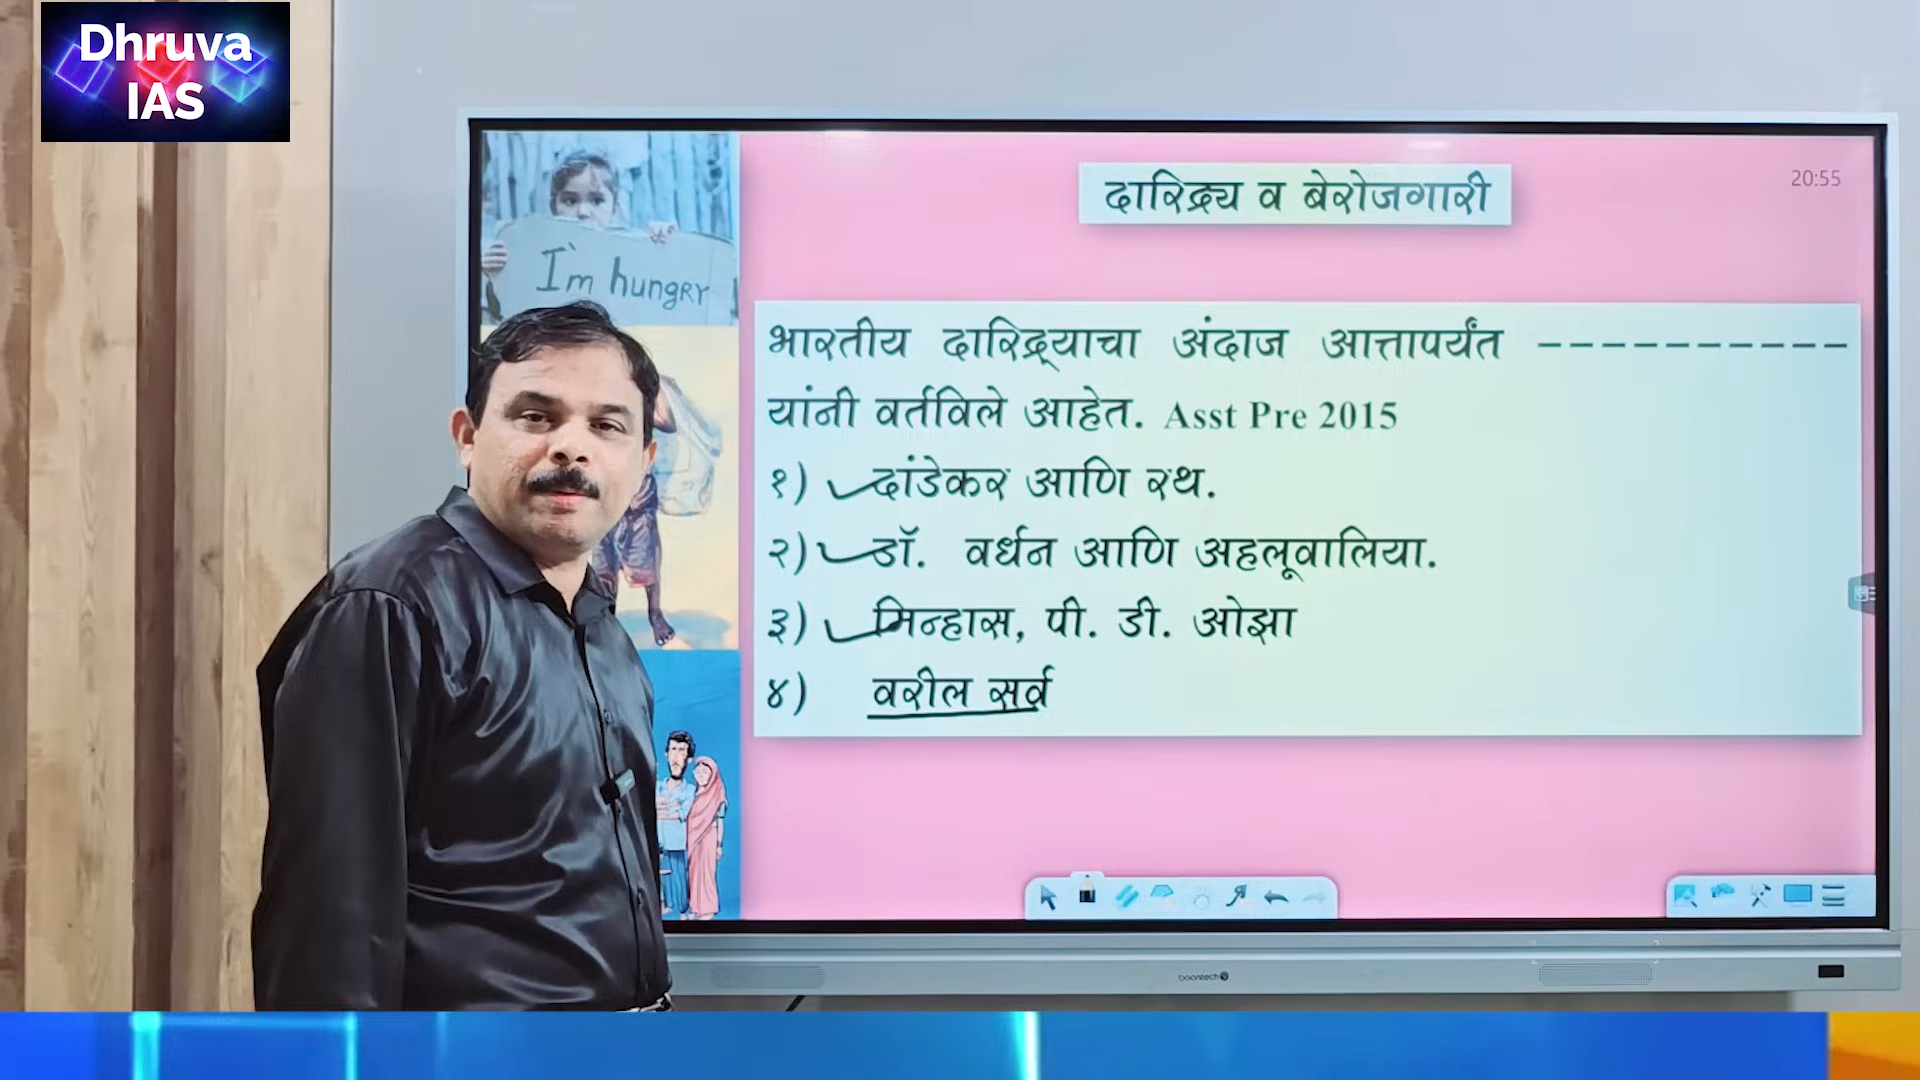 Dhruva
IAS
20:55
दारिद्र्य व बेरोजगारी
I'm hungry
भारतीय दारिद्र्याचा अंदाज आत्तापर्यंत ----------
यांनी वर्तविले आहेत. Asst Pre 2015
१) दांडेकर आणि रथ.
२) डॉ. वर्धन आणि अहलूवालिया.
३) मिन्हास, पी. डी. ओझा
४) वरील सर्व